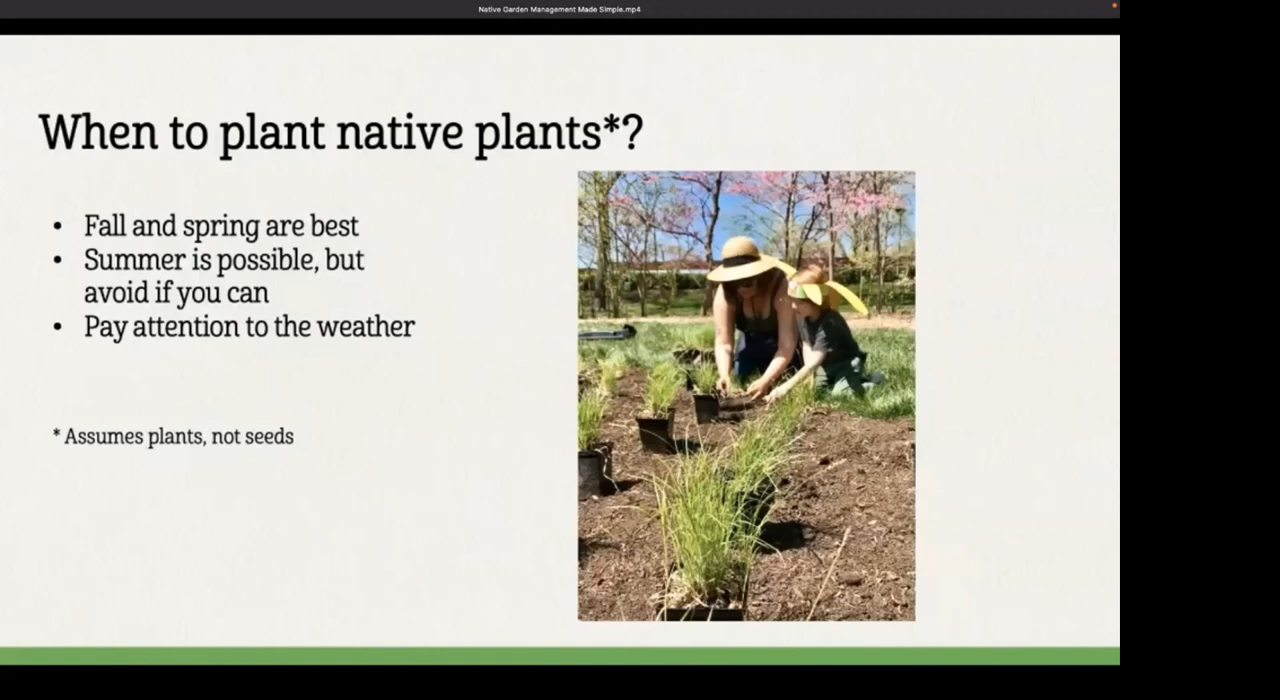 Native Garden Management Made Simple.mp4
When to plant native plants*?
• Fall and spring are best
• Summer is possible, but
avoid if you can
• Pay attention to the weather
* Assumes plants, not seeds